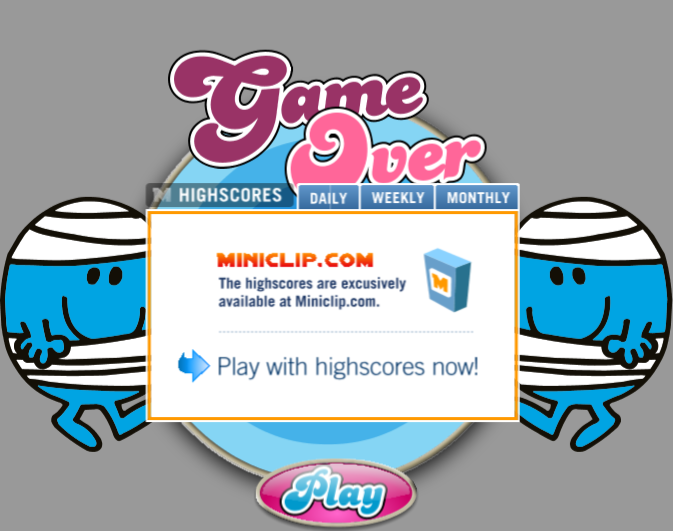 Game
Over
M HIGHSCORES DAILY WEEKLY MONTHLY
MINICLIP.COM
The highscores are excusively
available at Miniclip.com.
M
Play with highscores now!
Play